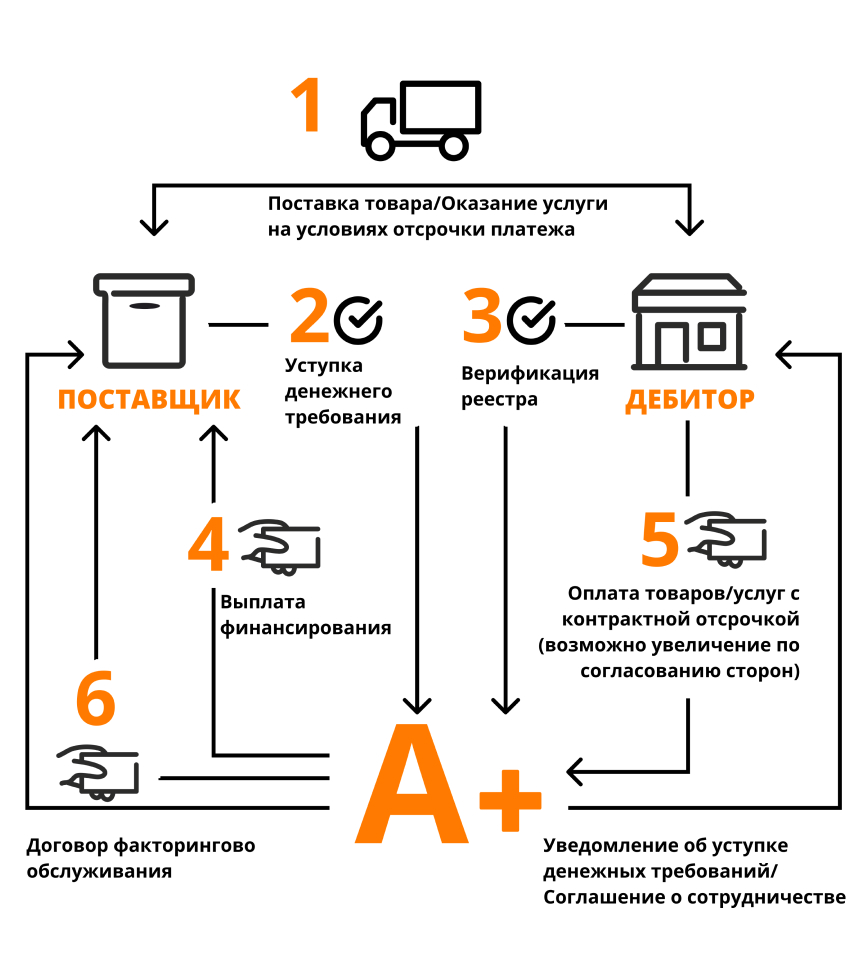 1
Поставка товара/Оказание услуги
на условиях отсрочки платежа
2
Уступка
денежнего
требования
3
Верификация
реестра
ПОСТАВЩИК
ДЕБИТОР
4
Выплата
финансирования
5
Оплата товаров/услуг с
контрактной отсрочкой
(возможно увеличение по
согласованию сторон)
6
А+
Договор факторингово
обслуживания
Уведомление об уступке
денежных требований/
Соглашение о сотрудничестве